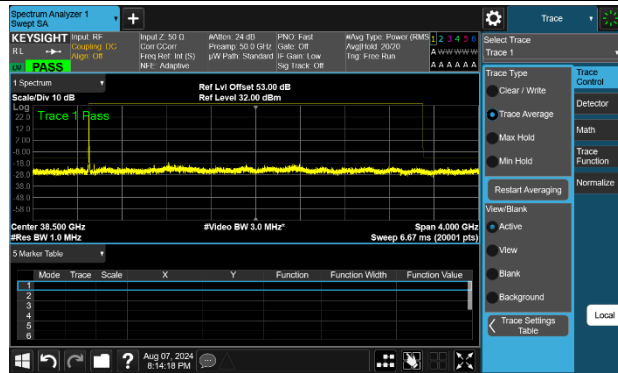 Spectrum Analyzer 1
Swept SA
Trace
KEYSIGHT
R L
LXI
PASS
Input: RF
Coupling: DC
Align: Off
Input Z: 50 Ω
Corr CCorr
Freq Ref: Int (S)
NFE: Adaptive
#Atten: 24 dB
Preamp: 50.0 GHz
µW Path: Standard
PNO: Fast
Gate: Off
IF Gain: Low
Sig Track: Off
#Avg Type: Power (RMS
Avg|Hold: 20/20
Trig: Free Run
1 2 3 4 5 6
A W W W W W
A A A A A A
Select Trace
Trace 1
1 Spectrum
Scale/Div 10 dB
Ref Lvl Offset 53.00 dB
Ref Level 32.00 dBm
Log
Trace 1 Pass
22.0
12.0
2.00
-8.00
-18.0
-28.0
-38.0
-48.0
-58.0
Center 38.500 GHz
#Res BW 1.0 MHz
#Video BW 3.0 MHz*
Span 4.000 GHz
Sweep 6.67 ms (20001 pts)
5 Marker Table
Mode Trace Scale X Y Function Function Width Function Value
1
2
3
4
5
6
Aug 07, 2024
8:14:18 PM
Trace Type
Clear / Write
Trace Average
Max Hold
Min Hold
Restart Averaging
View/Blank
Active
View
Blank
Background
Trace Settings
Table
Trace
Control
Detector
Math
Trace
Function
Normalize
Local